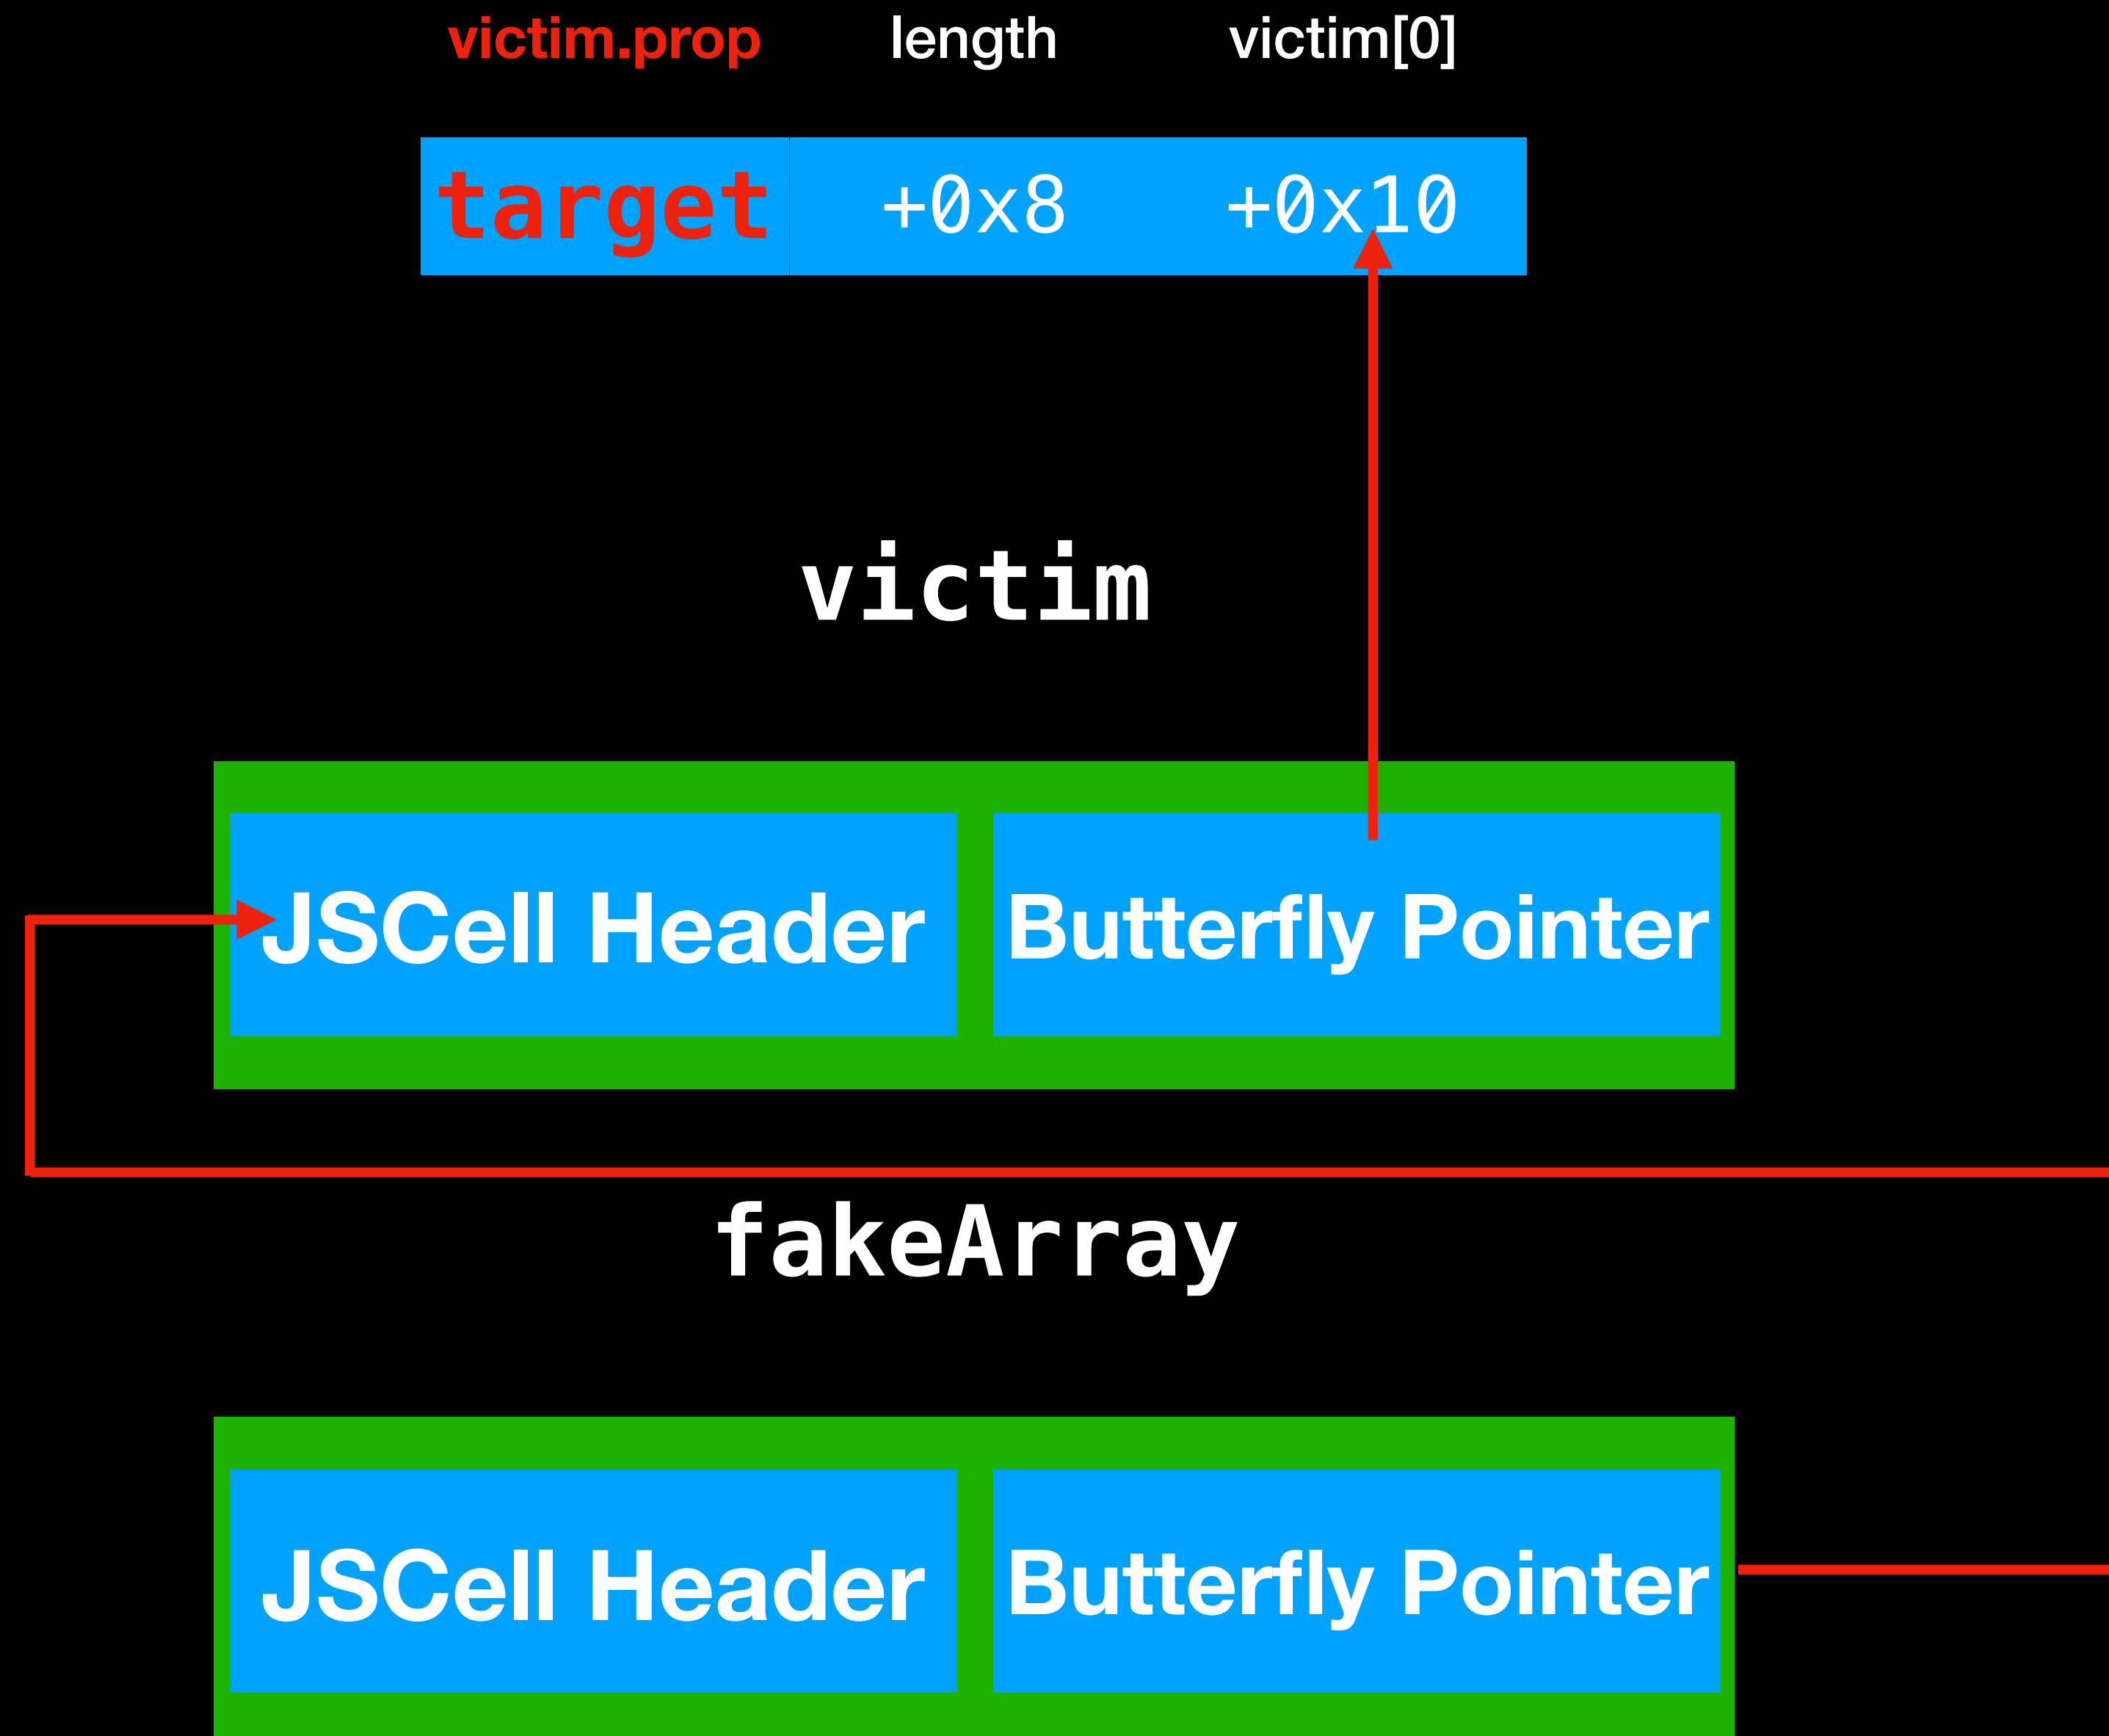 victim.prop length victim[0]
target +0x8 +0x10
victim
JSCell Header Butterfly Pointer
fakeArray
JSCell Header Butterfly Pointer